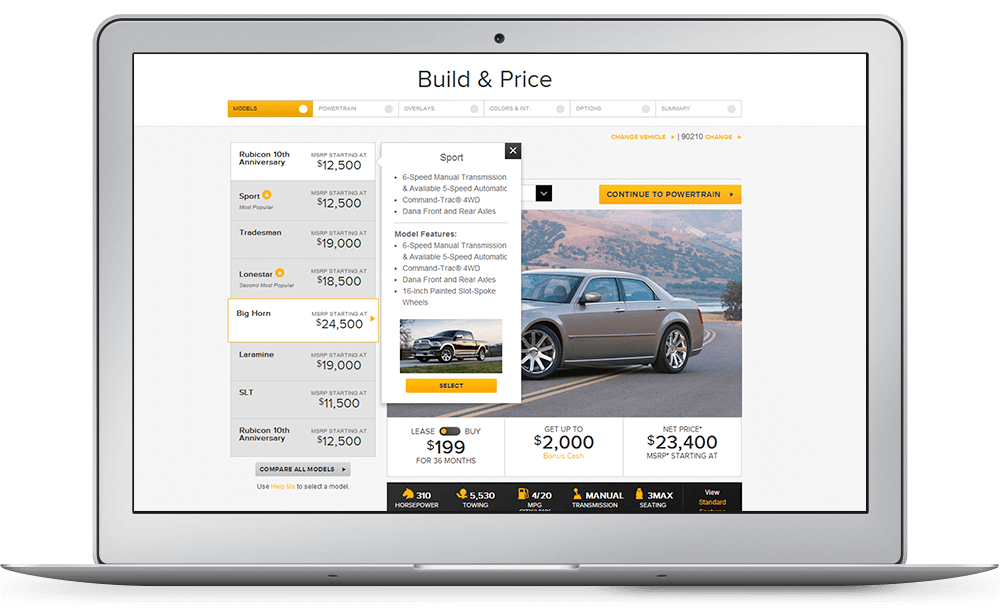 Build & Price
MODELS
POWERTRAIN
OVERLAYS
COLORS & INT.
OPTIONS
SUMMARY
CHANGE VEHICLE | 90210 CHANGE
Rubicon 10th
Anniversary
MSRP STARTING AT
$12,500
Sport
Most Popular
MSRP STARTING AT
$12,500
Tradesman
MSRP STARTING AT
$19,000
Lonestar
Second Most Popular
MSRP STARTING AT
$18,500
Big Horn
MSRP STARTING AT
$24,500
Laramine
MSRP STARTING AT
$19,000
SLT
MSRP STARTING AT
$11,500
Rubicon 10th
Anniversary
MSRP STARTING AT
$12,500
COMPARE ALL MODELS
Use Help Me to select a model.
Sport
• 6-Speed Manual Transmission
& Available 5-Speed Automatic
• Command-Trac® 4WD
• Dana Front and Rear Axles
Model Features:
• 6-Speed Manual Transmission
& Available 5-Speed Automatic
• Command-Trac® 4WD
• Dana Front and Rear Axles
• 16-Inch Painted Slot-Spoke
Wheels
SELECT
CONTINUE TO POWERTRAIN
LEASE BUY
$199
FOR 36 MONTHS
GET UP TO
$2,000
Bonus Cash
NET PRICE*
$23,400
MSRP* STARTING AT
310
HORSEPOWER
5,530
TOWING
4/20
MPG
MANUAL
TRANSMISSION
3MAX
SEATING
View
Standard